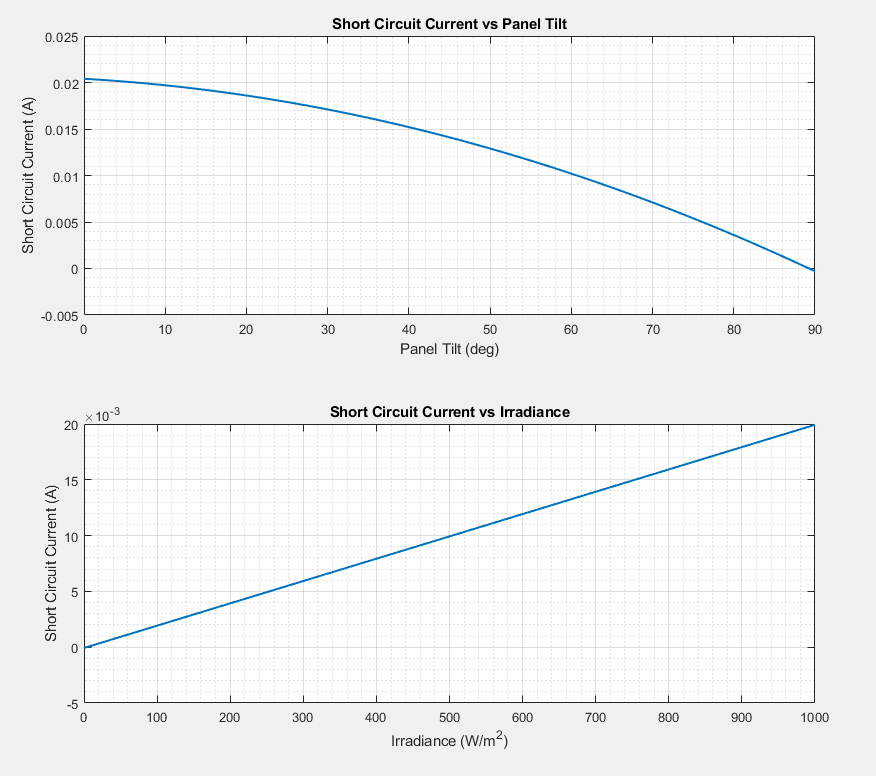 Short Circuit Current vs Panel Tilt
0.025
0.02
0.015
0.01
0.005
0
-0.005
Short Circuit Current (A)
0 10 20 30 40 50 60 70 80 90
Panel Tilt (deg)
Short Circuit Current vs Irradiance
×10⁻³
20
15
10
5
0
-5
Short Circuit Current (A)
0 100 200 300 400 500 600 700 800 900 1000
Irradiance (W/m²)